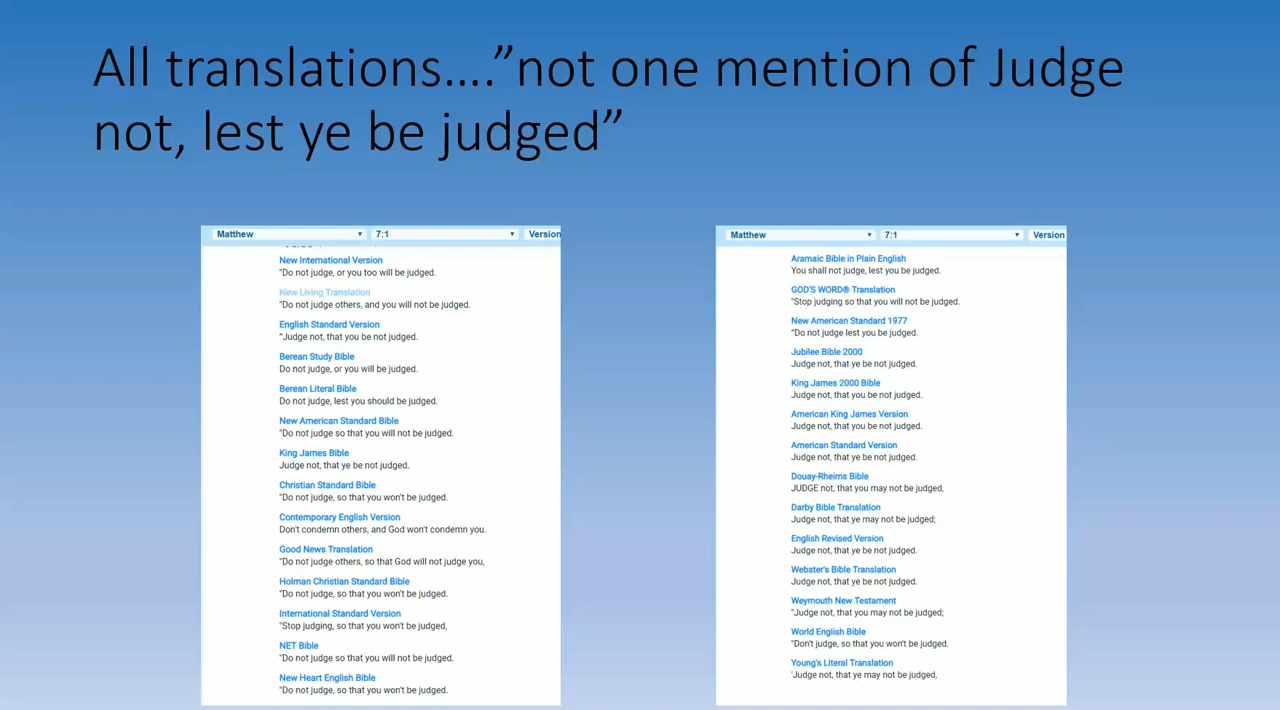 All translations....”not one mention of Judge
not, lest ye be judged”
Matthew ▾ 7:1 ▾ Version
New International Version
"Do not judge, or you too will be judged.
New Living Translation
"Do not judge others, and you will not be judged.
English Standard Version
“Judge not, that you be not judged.
Berean Study Bible
Do not judge, or you will be judged.
Berean Literal Bible
Do not judge, lest you should be judged.
New American Standard Bible
"Do not judge so that you will not be judged.
King James Bible
Judge not, that ye be not judged.
Christian Standard Bible
"Do not judge, so that you won't be judged.
Contemporary English Version
Don't condemn others, and God won't condemn you.
Good News Translation
"Do not judge others, so that God will not judge you,
Holman Christian Standard Bible
"Do not judge, so that you won't be judged.
International Standard Version
"Stop judging, so that you won't be judged,
NET Bible
"Do not judge so that you will not be judged.
New Heart English Bible
"Do not judge, so that you won't be judged.
Matthew ▾ 7:1 ▾ Version
Aramaic Bible in Plain English
You shall not judge, lest you be judged.
GOD'S WORD® Translation
"Stop judging so that you will not be judged.
New American Standard 1977
“Do not judge lest you be judged.
Jubilee Bible 2000
Judge not, that ye be not judged.
King James 2000 Bible
Judge not, that you be not judged.
American King James Version
Judge not, that you be not judged.
American Standard Version
Judge not, that ye be not judged.
Douay-Rheims Bible
JUDGE not, that you may not be judged,
Darby Bible Translation
Judge not, that ye may not be judged;
English Revised Version
Judge not, that ye be not judged.
Webster's Bible Translation
Judge not, that ye be not judged.
Weymouth New Testament
"Judge not, that you may not be judged;
World English Bible
"Don't judge, so that you won't be judged.
Young's Literal Translation
'Judge not, that ye may not be judged,